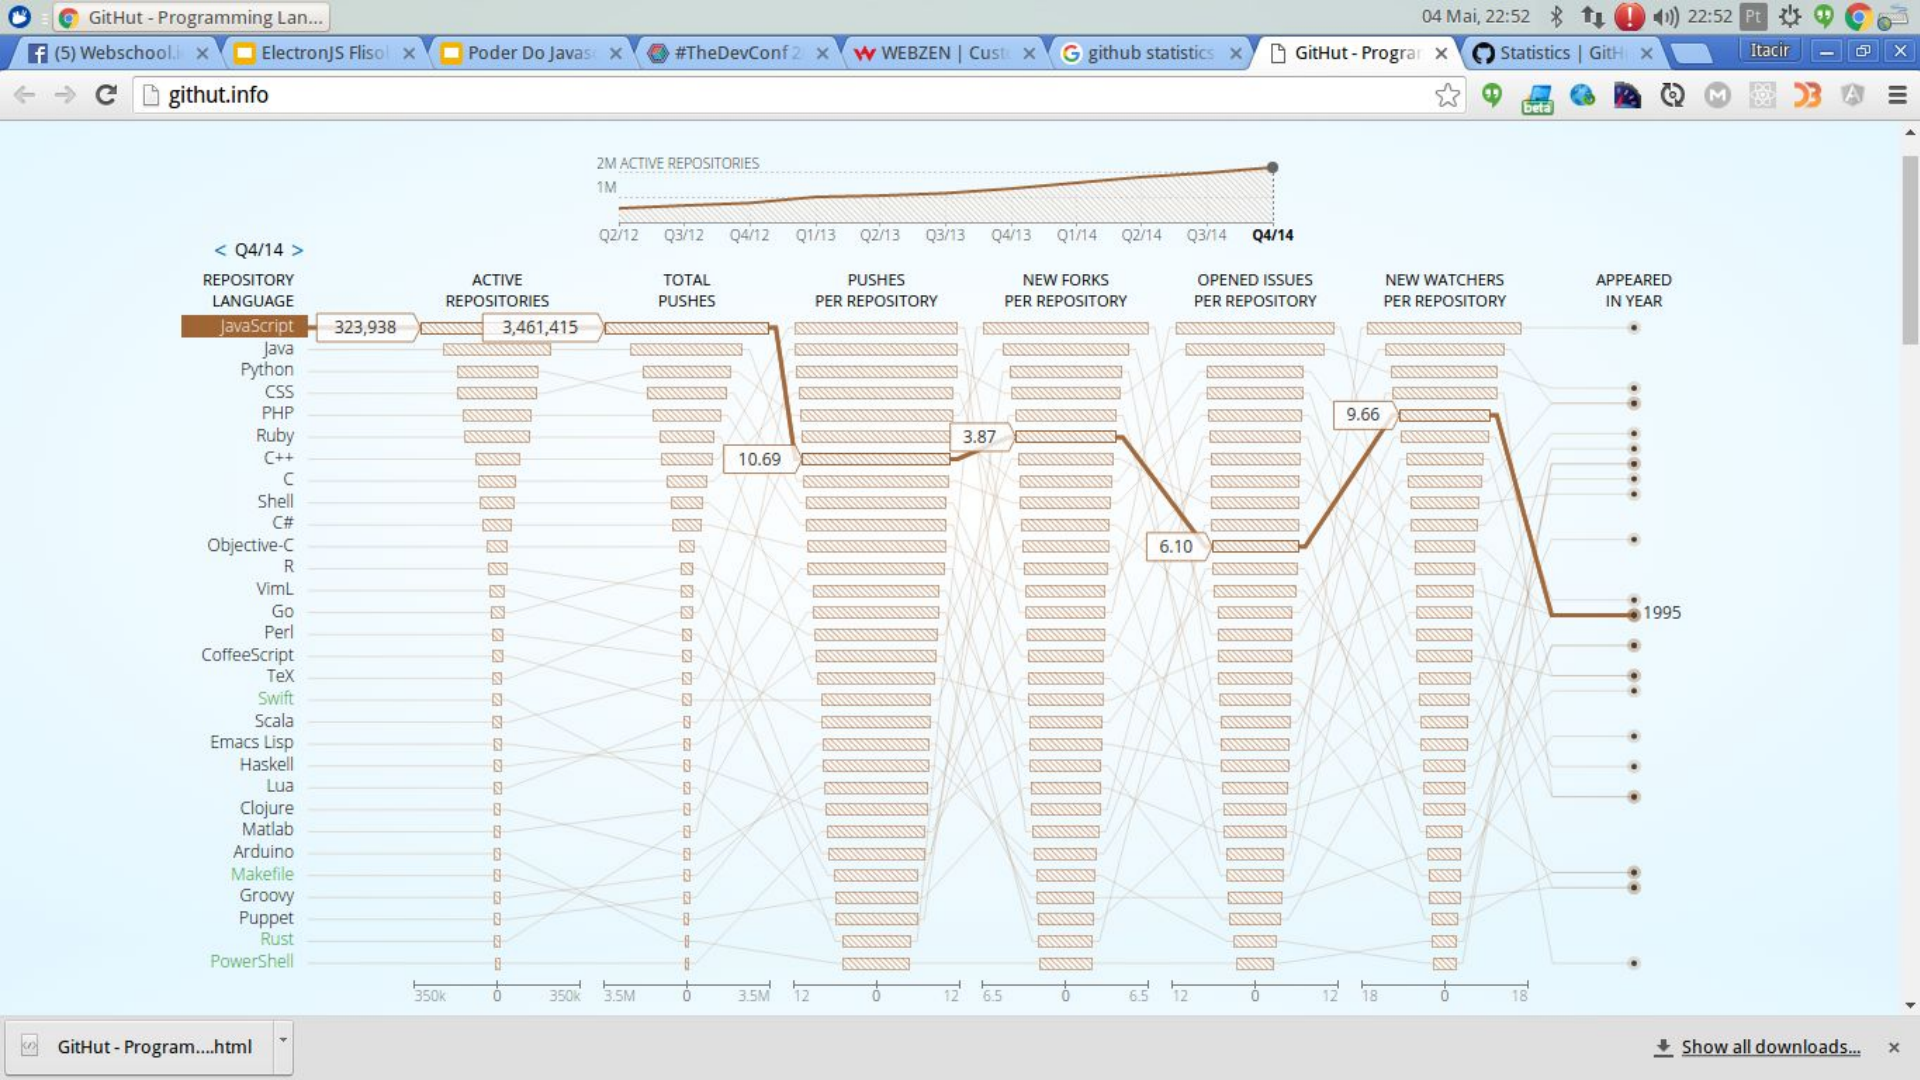 GitHut - Programming Lan...
04 Mai, 22:52
22:52
Pt
(5) Webschool.i
ElectronJS Fliso
Poder Do Javas
#TheDevConf 2
WEBZEN | Cust
github statistics
GitHut - Progra
Statistics | GitH
Itacir
githut.info
beta
2M ACTIVE REPOSITORIES
1M
Q2/12 Q3/12 Q4/12 Q1/13 Q2/13 Q3/13 Q4/13 Q1/14 Q2/14 Q3/14 Q4/14
< Q4/14 >
REPOSITORY LANGUAGE
ACTIVE REPOSITORIES
TOTAL PUSHES
PUSHES PER REPOSITORY
NEW FORKS PER REPOSITORY
OPENED ISSUES PER REPOSITORY
NEW WATCHERS PER REPOSITORY
APPEARED IN YEAR
JavaScript 323,938 3,461,415
Java
Python
CSS
PHP 9.66
Ruby 3.87
C++ 10.69
C
Shell
C#
Objective-C 6.10
R
VimL
Go 1995
Perl
CoffeeScript
TeX
Swift
Scala
Emacs Lisp
Haskell
Lua
Clojure
Matlab
Arduino
Makefile
Groovy
Puppet
Rust
PowerShell
350k 0 350k 3.5M 0 3.5M 12 0 12 6.5 0 6.5 12 0 12 18 0 18
GitHut - Program....html
Show all downloads...